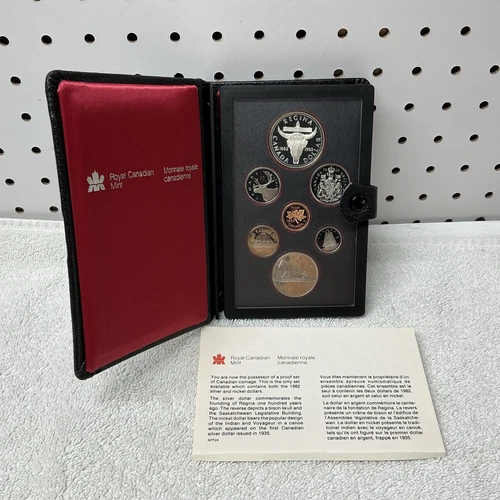 REGINA
1882 1982
CANADA DOLLAR
Royal Canadian
Mint
Monnaie royale
canadienne
Royal Canadian
Mint
Monnaie royale
canadienne
You are now the possessor of a proof set
of Canadian coinage. This is the only set
available which contains both the 1982
silver and nickel dollars.
The silver dollar commemorates the
founding of Regina one hundred years
ago. The reverse depicts a bison skull and
the Saskatchewan Legislative Building.
The nickel dollar bears the popular design
of the Indian and Voyageur in a canoe
which appeared on the first Canadian
silver dollar issued in 1935.
Vous êtes maintenant le propriétaire d'un
ensemble épreuve numismatique de
pièces canadiennes. Cet ensemble est le
seul à contenir les deux dollars de 1982,
soit celui en argent et celui en nickel.
Le dollar en argent commémore le cente-
naire de la fondation de Regina. Le revers
présente un crâne de bison et l'édifice de
l'Assemblée législative de la Saskatche-
wan. Le dollar en nickel présente le tradi-
tionnel indien et le voyageur en canoë,
tels qu'ils ont figuré sur le premier dollar
canadien en argent, frappé en 1935.